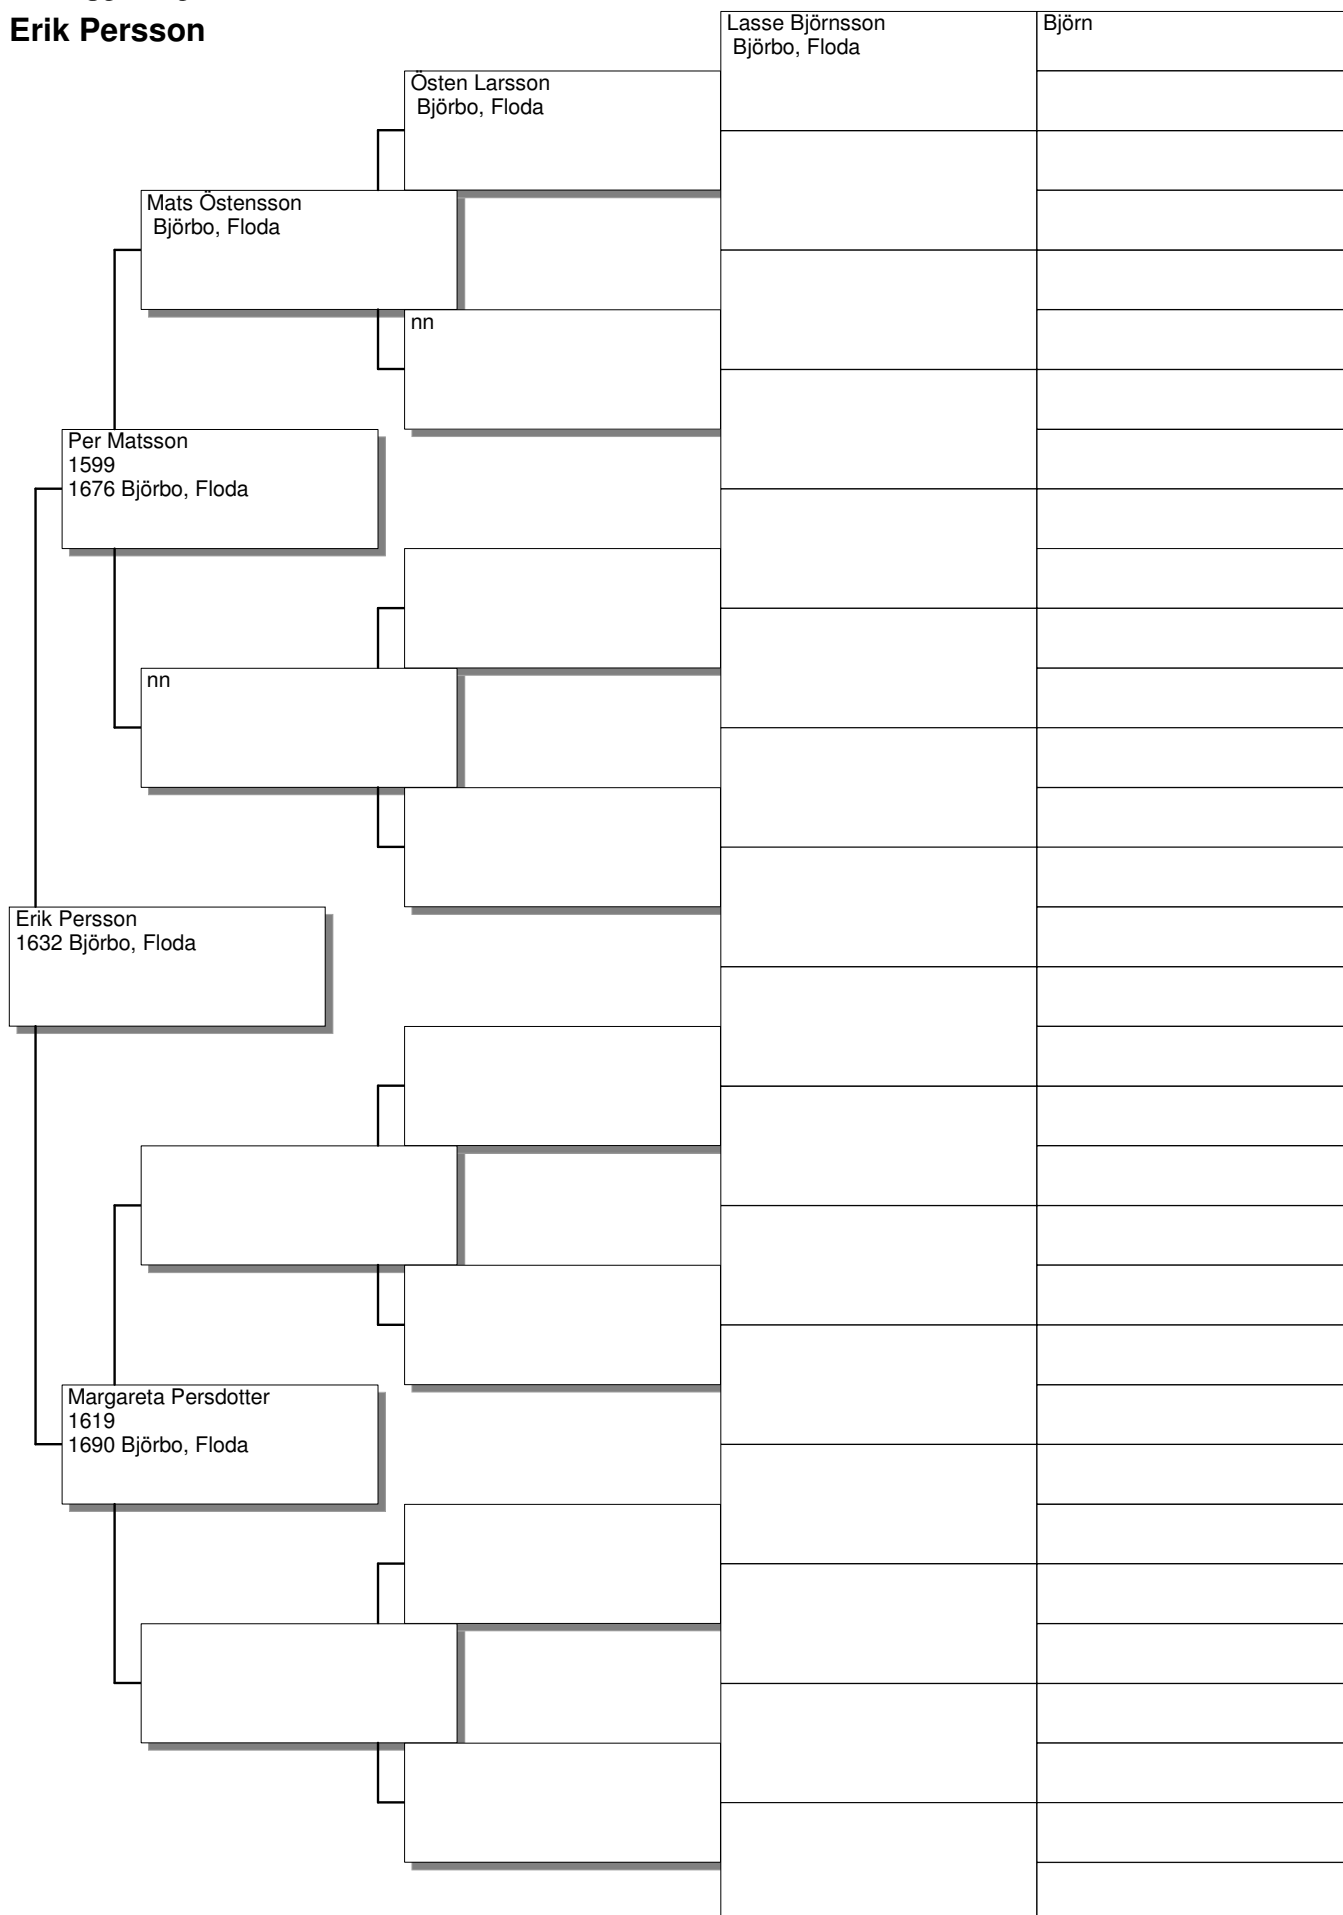 Erik Persson
Lasse Björnsson
Björbo, Floda
Björn
Östen Larsson
Björbo, Floda
Mats Östensson
Björbo, Floda
nn
Per Matsson
1599
1676 Björbo, Floda
nn
Erik Persson
1632 Björbo, Floda
Margareta Persdotter
1619
1690 Björbo, Floda